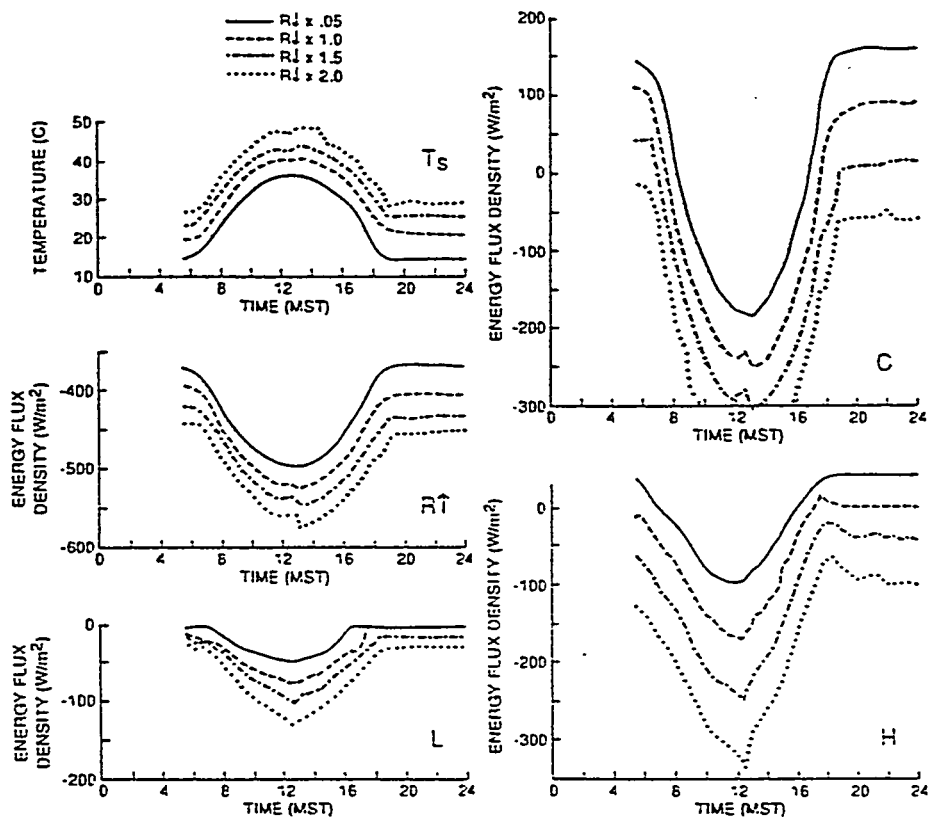 R↓ x .05
R↓ x 1.0
R↓ x 1.5
R↓ x 2.0
TEMPERATURE (C)
50
40
30
20
10
Ts
0 4 8 12 16 20 24
TIME (MST)
ENERGY FLUX
DENSITY (W/m²)
-400
-500
-600
R↑
0 4 8 12 16 20 24
TIME (MST)
ENERGY FLUX
DENSITY (W/m²)
0
-100
-200
L
0 4 8 12 16 20 24
TIME (MST)
ENERGY FLUX DENSITY (W/m²)
200
100
0
-100
-200
-300
C
0 4 8 12 16 20 24
TIME (MST)
ENERGY FLUX DENSITY (W/m²)
0
-100
-200
-300
H
0 4 8 12 16 20 24
TIME (MST)